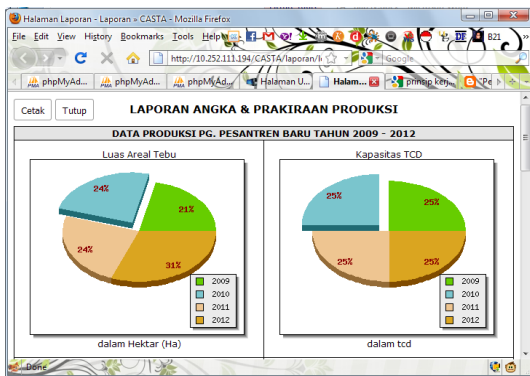 Halaman Laporan - Laporan » CASTA - Mozilla Firefox
File Edit View History Bookmarks Tools Help
B21
http://10.252.111.194/CASTA/laporan/l
Google
phpMyAd...
phpMyAd...
phpMyAd...
Halaman U...
Halam...
prinsip kerj...
"Pe
Cetak
Tutup
LAPORAN ANGKA & PRAKIRAAN PRODUKSI
DATA PRODUKSI PG. PESANTREN BARU TAHUN 2009 - 2012
Luas Areal Tebu
24%
21%
24%
31%
2009
2010
2011
2012
dalam Hektar (Ha)
Kapasitas TCD
25%
25%
25%
25%
2009
2010
2011
2012
dalam tcd
Done